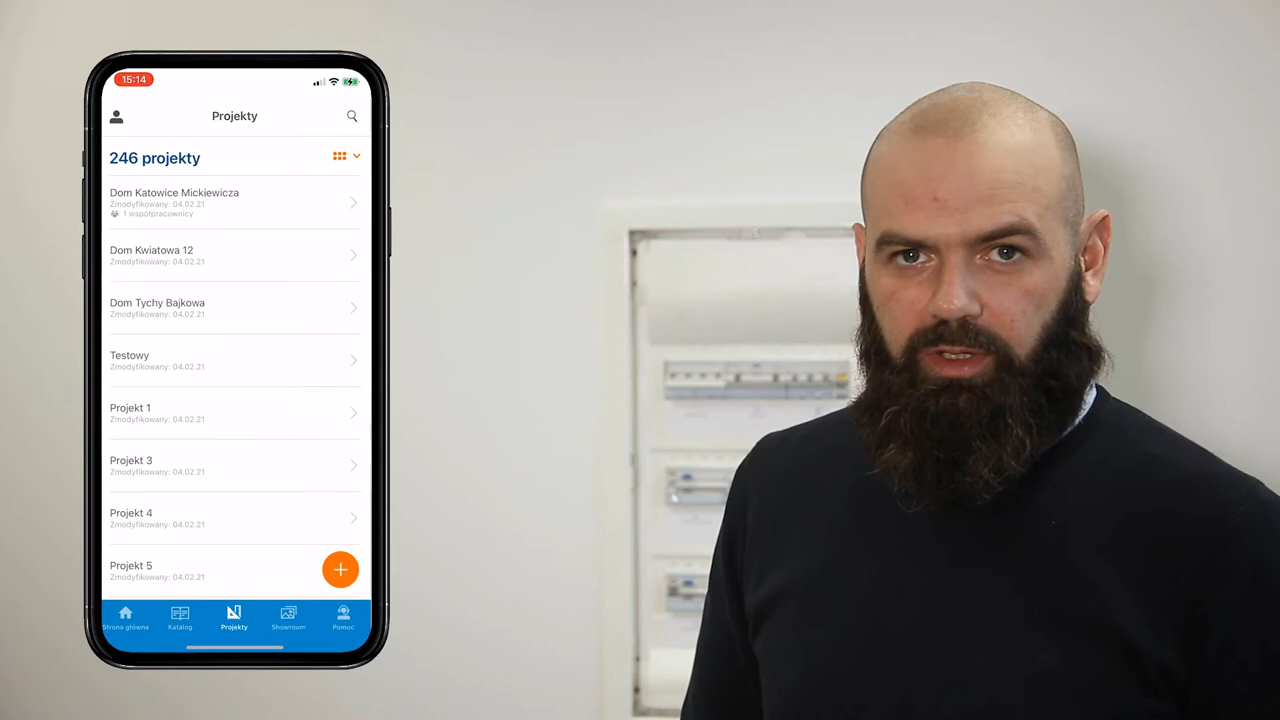 15:14
Projekty
246 projekty
Dom Katowice Mickiewicza
Zmodyfikowany: 04.02.21
1 współpracownicy
Dom Kwiatowa 12
Zmodyfikowany: 04.02.21
Dom Tychy Bajkowa
Zmodyfikowany: 04.02.21
Testowy
Zmodyfikowany: 04.02.21
Projekt 1
Zmodyfikowany: 04.02.21
Projekt 3
Zmodyfikowany: 04.02.21
Projekt 4
Zmodyfikowany: 04.02.21
Projekt 5
Zmodyfikowany: 04.02.21
Strona główna Katalog Projekty Showroom Pomoc